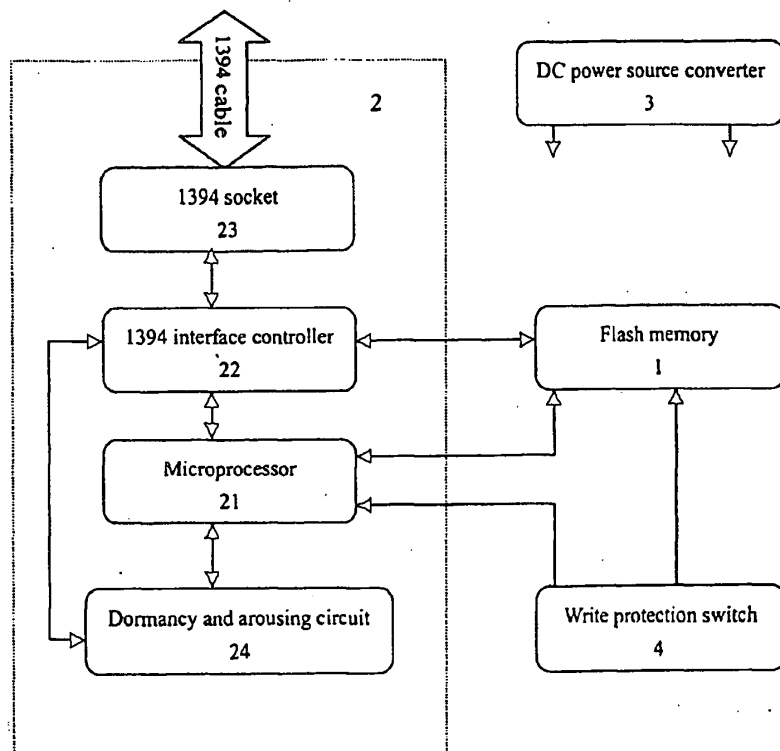 1394 cable
2
DC power source converter
3
1394 socket
23
1394 interface controller
22
Flash memory
1
Microprocessor
21
Dormancy and arousing circuit
24
Write protection switch
4